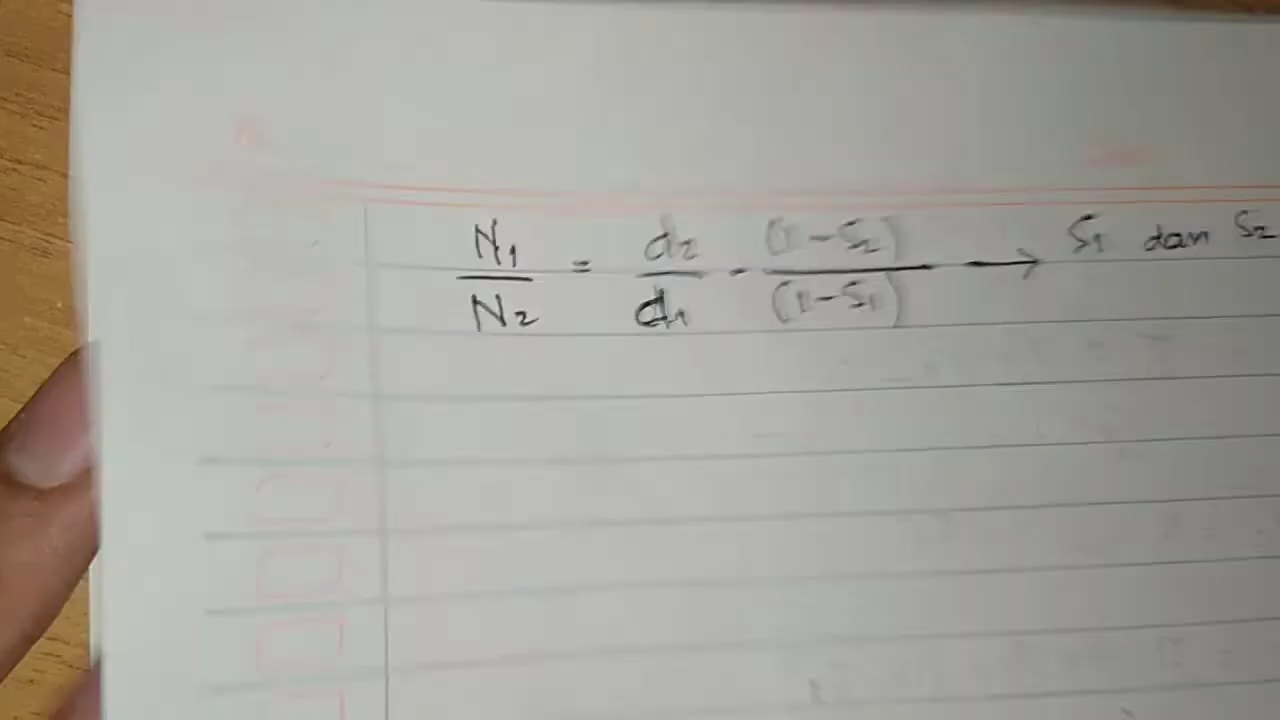 N1/N2 = d2/d1 · (1-S2)/(1-S1) → S1 dan S2